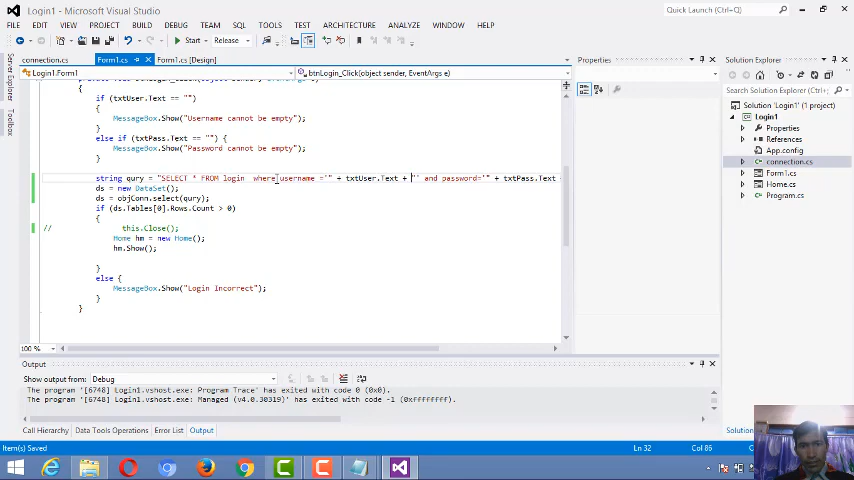 Login1 - Microsoft Visual Studio
Quick Launch (Ctrl+Q)
FILE EDIT VIEW PROJECT BUILD DEBUG TEAM SQL TOOLS TEST ARCHITECTURE ANALYZE WINDOW HELP
Start Release
connection.cs Form1.cs Form1.cs [Design]
Login1.Form1 btnLogin_Click(object sender, EventArgs e)
{
if (txtUser.Text == "")
{
MessageBox.Show("Username cannot be empty");
}
else if (txtPass.Text == "") {
MessageBox.Show("Password cannot be empty");
}
string qury = "SELECT * FROM login  where username ='" + txtUser.Text + "' and password='" + txtPass.Text
ds = new DataSet();
ds = objConn.select(qury);
if (ds.Tables[0].Rows.Count > 0)
{
// this.Close();
Home hm = new Home();
hm.Show();
}
else {
MessageBox.Show("Login Incorrect");
}
}
100 %
Server Explorer
Toolbox
Properties
Solution Explorer
Search Solution Explorer (Ctrl+;)
Solution 'Login1' (1 project)
Login1
Properties
References
App.config
connection.cs
Form1.cs
Home.cs
Program.cs
Output
Show output from: Debug
The program '[6748] Login1.vshost.exe: Program Trace' has exited with code 0 (0x0).
The program '[6748] Login1.vshost.exe: Managed (v4.0.30319)' has exited with code -1 (0xffffffff).
Call Hierarchy Data Tools Operations Error List Output
Item(s) Saved Ln 32 Col 86